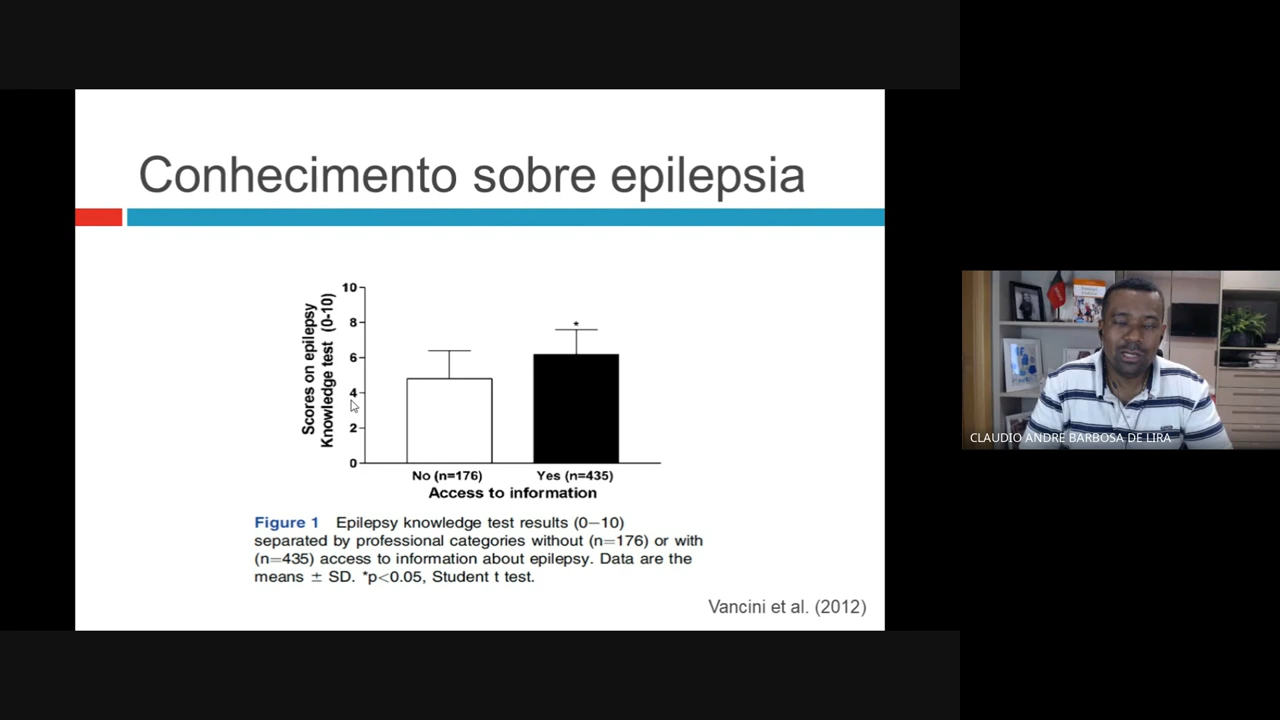 Conhecimento sobre epilepsia
Scores on epilepsy
Knowledge test (0-10)
10
8
6
4
2
0
*
No (n=176)
Yes (n=435)
Access to information
Figure 1 Epilepsy knowledge test results (0−10)
separated by professional categories without (n=176) or with
(n=435) access to information about epilepsy. Data are the
means ± SD. *p<0.05, Student t test.
Vancini et al. (2012)
CLAUDIO ANDRE BARBOSA DE LIRA